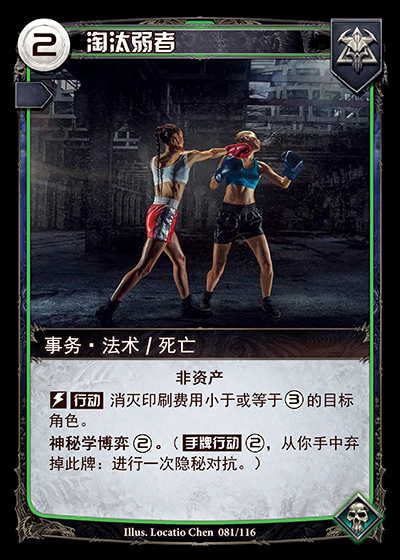 2 淘汰弱者
事务·法术 / 死亡
非资产
行动 消灭印刷费用小于或等于③的目标
角色。
神秘学博弈②。(手牌行动②,从你手中弃
掉此牌:进行一次隐秘对抗。)
Illus. Locatio Chen 081/116